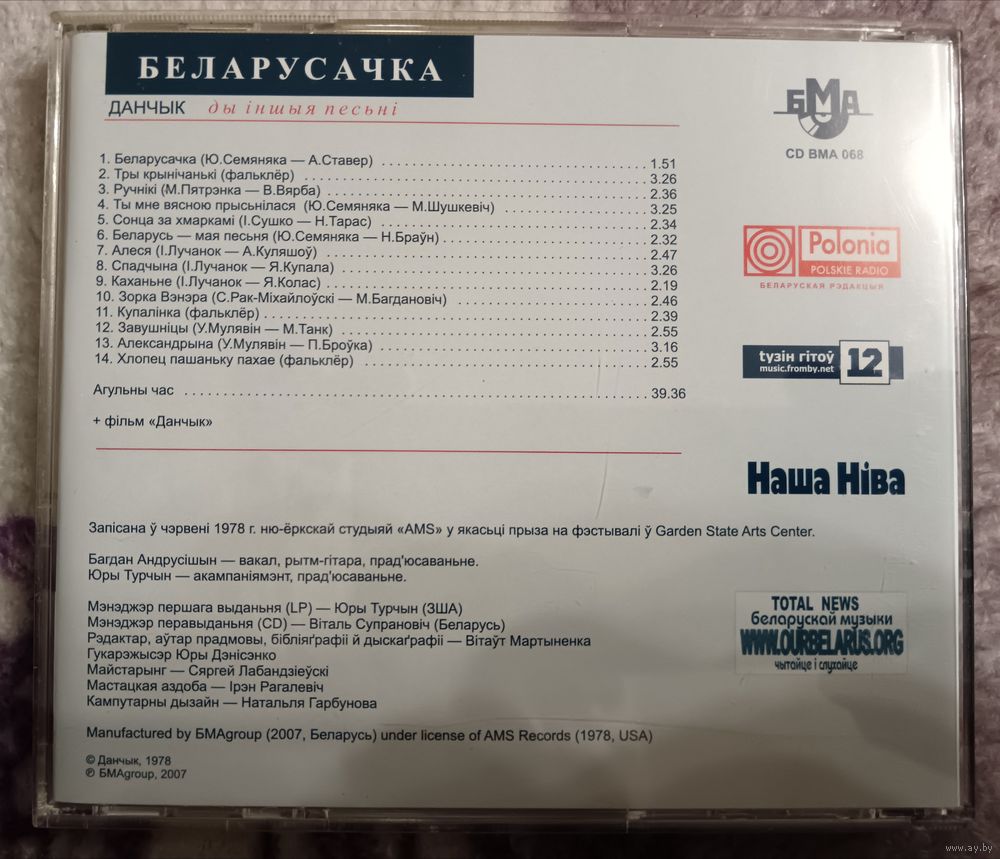 БЕЛАРУСАЧКА
ДАНЧЫК ды іншыя песьні
1. Беларусачка (Ю.Семяняка — А.Ставер) 1.51
2. Тры крынічанькі (фальклёр) 3.26
3. Ручнікі (М.Пятрэнка — В.Вярба) 2.36
4. Ты мне вясною прысьнілася (Ю.Семяняка — М.Шушкевіч) 3.25
5. Сонца за хмаркамі (І.Сушко — Н.Тарас) 2.34
6. Беларусь — мая песьня (Ю.Семяняка — Н.Браўн) 2.32
7. Алеся (І.Лучанок — А.Куляшоў) 2.47
8. Спадчына (І.Лучанок — Я.Купала) 3.26
9. Каханьне (І.Лучанок — Я.Колас) 2.19
10. Зорка Вэнэра (С.Рак-Міхайлоўскі — М.Багдановіч) 2.46
11. Купалінка (фальклёр) 2.39
12. Завушніцы (У.Мулявін — М.Танк) 2.55
13. Александрына (У.Мулявін — П.Броўка) 3.16
14. Хлопец пашаньку пахае (фальклёр) 2.55
Агульны час 39.36
+ фільм «Данчык»
БМА
CD BMA 068
Polonia
POLSKIE RADIO
БЕЛАРУСКАЯ РЭДАКЦЫЯ
тузін гітоў 12
music.fromby.net
Наша Ніва
Запісана ў чэрвені 1978 г. ню-ёркскай студыяй «AMS» у якасьці прыза на фэстывалі ў Garden State Arts Center.
Багдан Андрусішын — вакал, рытм-гітара, прад'юсаваньне.
Юры Турчын — акампаніямэнт, прад'юсаваньне.
Мэнэджэр першага выданьня (LP) — Юры Турчын (ЗША)
Мэнэджэр перавыданьня (CD) — Віталь Супрановіч (Беларусь)
Рэдактар, аўтар прадмовы, бібліяґрафіі й дыскаґрафіі — Вітаўт Мартыненка
Гукарэжысэр Юры Дэнісэнко
Майстарынг — Сяргей Лабандзіеўскі
Мастацкая аздоба — Ірэн Рагалевіч
Кампутарны дызайн — Натальля Гарбунова
TOTAL NEWS
беларускай музыки
WWW.OURBELARUS.ORG
чытайце і слухайце
Manufactured by БМАgroup (2007, Беларусь) under license of AMS Records (1978, USA)
© Данчык, 1978
℗ БМАgroup, 2007
www.ay.by